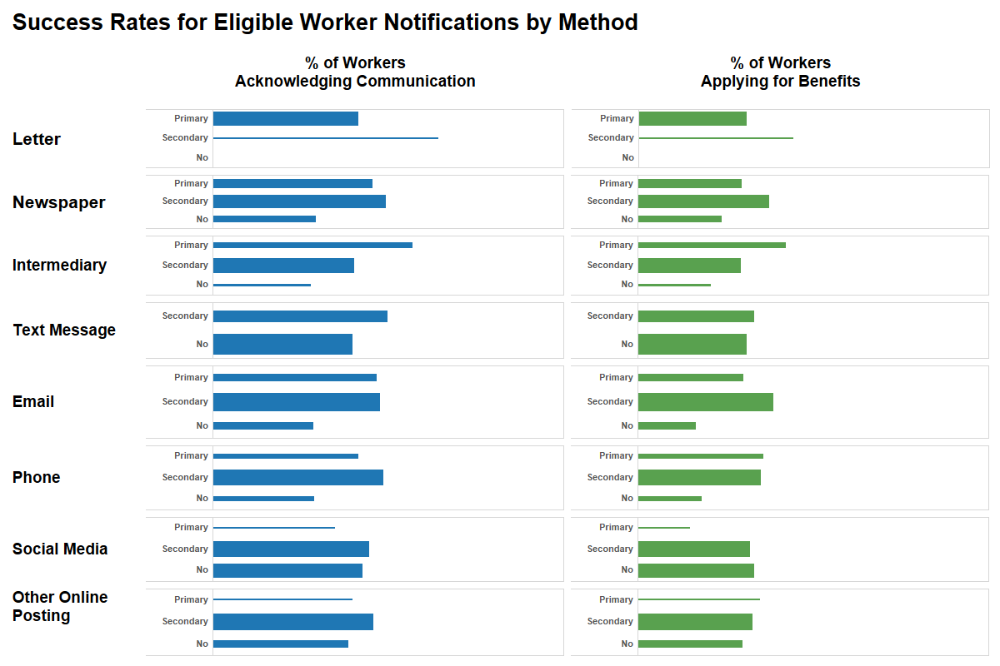 Success Rates for Eligible Worker Notifications by Method
% of Workers
Acknowledging Communication
% of Workers
Applying for Benefits
Letter
Primary
Secondary
No
Primary
Secondary
No
Newspaper
Primary
Secondary
No
Primary
Secondary
No
Intermediary
Primary
Secondary
No
Primary
Secondary
No
Text Message
Secondary
No
Secondary
No
Email
Primary
Secondary
No
Primary
Secondary
No
Phone
Primary
Secondary
No
Primary
Secondary
No
Social Media
Primary
Secondary
No
Primary
Secondary
No
Other Online
Posting
Primary
Secondary
No
Primary
Secondary
No